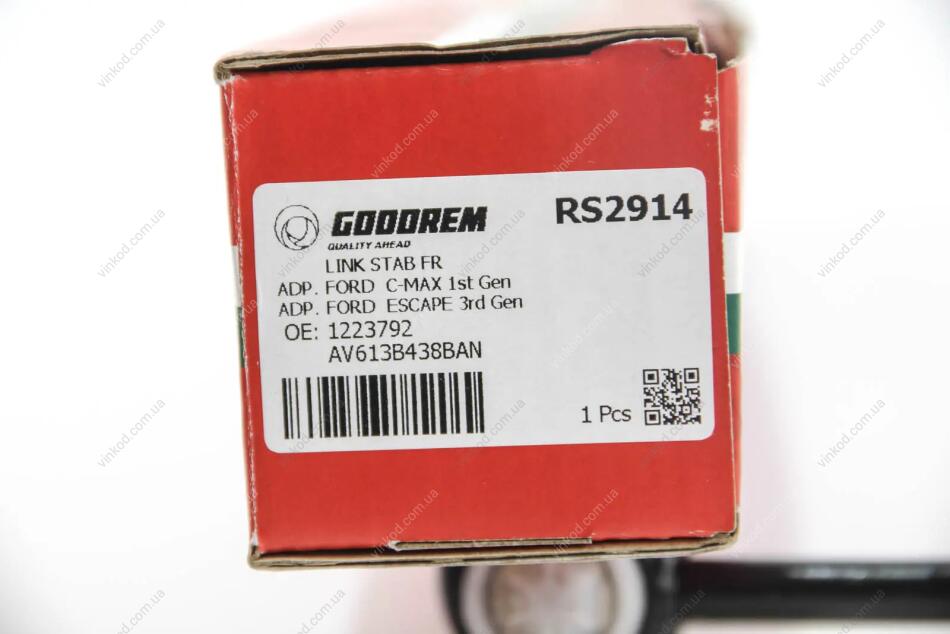 GOODREM
RS2914
QUALITY AHEAD
LINK STAB FR
ADP. FORD C-MAX 1st Gen
ADP. FORD ESCAPE 3rd Gen
OE: 1223792
AV613B438BAN
1 Pcs
vinkod.com.ua